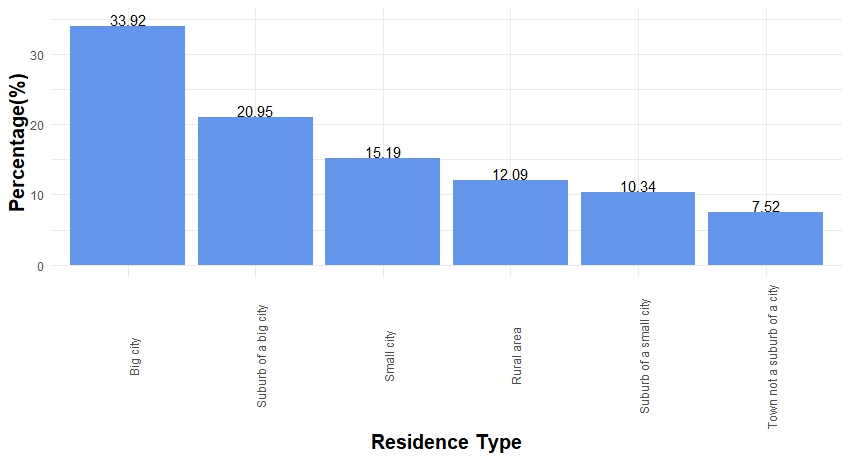 Percentage(%)
30
20
10
0
33.92
20.95
15.19
12.09
10.34
7.52
Big city
Suburb of a big city
Small city
Rural area
Suburb of a small city
Town not a suburb of a city
Residence Type